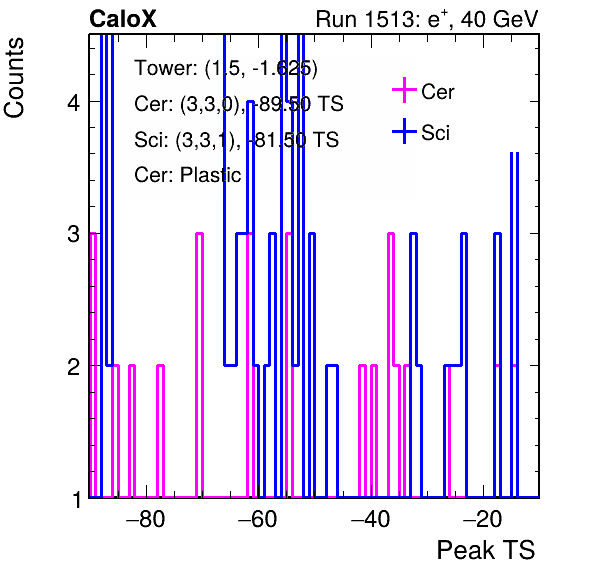 CaloX Run 1513: e+, 40 GeV
Counts
Tower: (1.5, -1.625)
Cer: (3,3,0), -89.50 TS
Sci: (3,3,1), -81.50 TS
Cer: Plastic
Cer
Sci
4
3
2
1
−80 −60 −40 −20
Peak TS